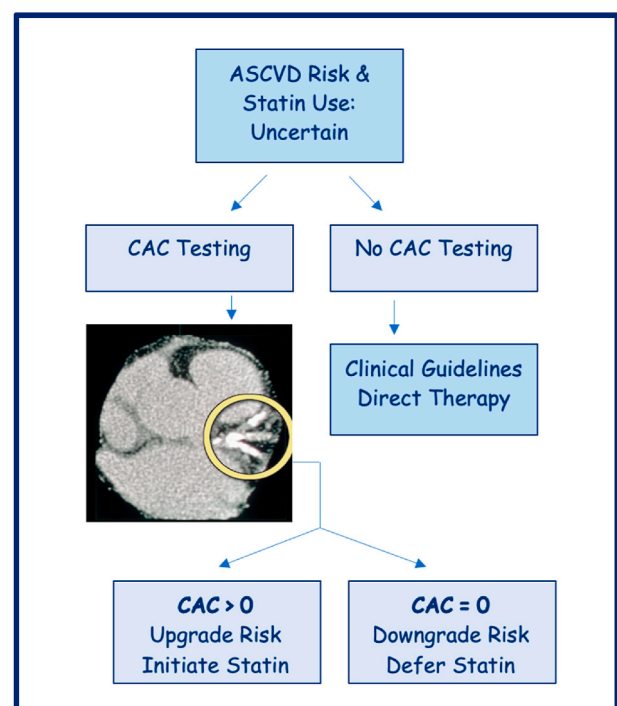 ASCVD Risk &
Statin Use:
Uncertain
CAC Testing
No CAC Testing
Clinical Guidelines
Direct Therapy
CAC > 0
Upgrade Risk
Initiate Statin
CAC = 0
Downgrade Risk
Defer Statin